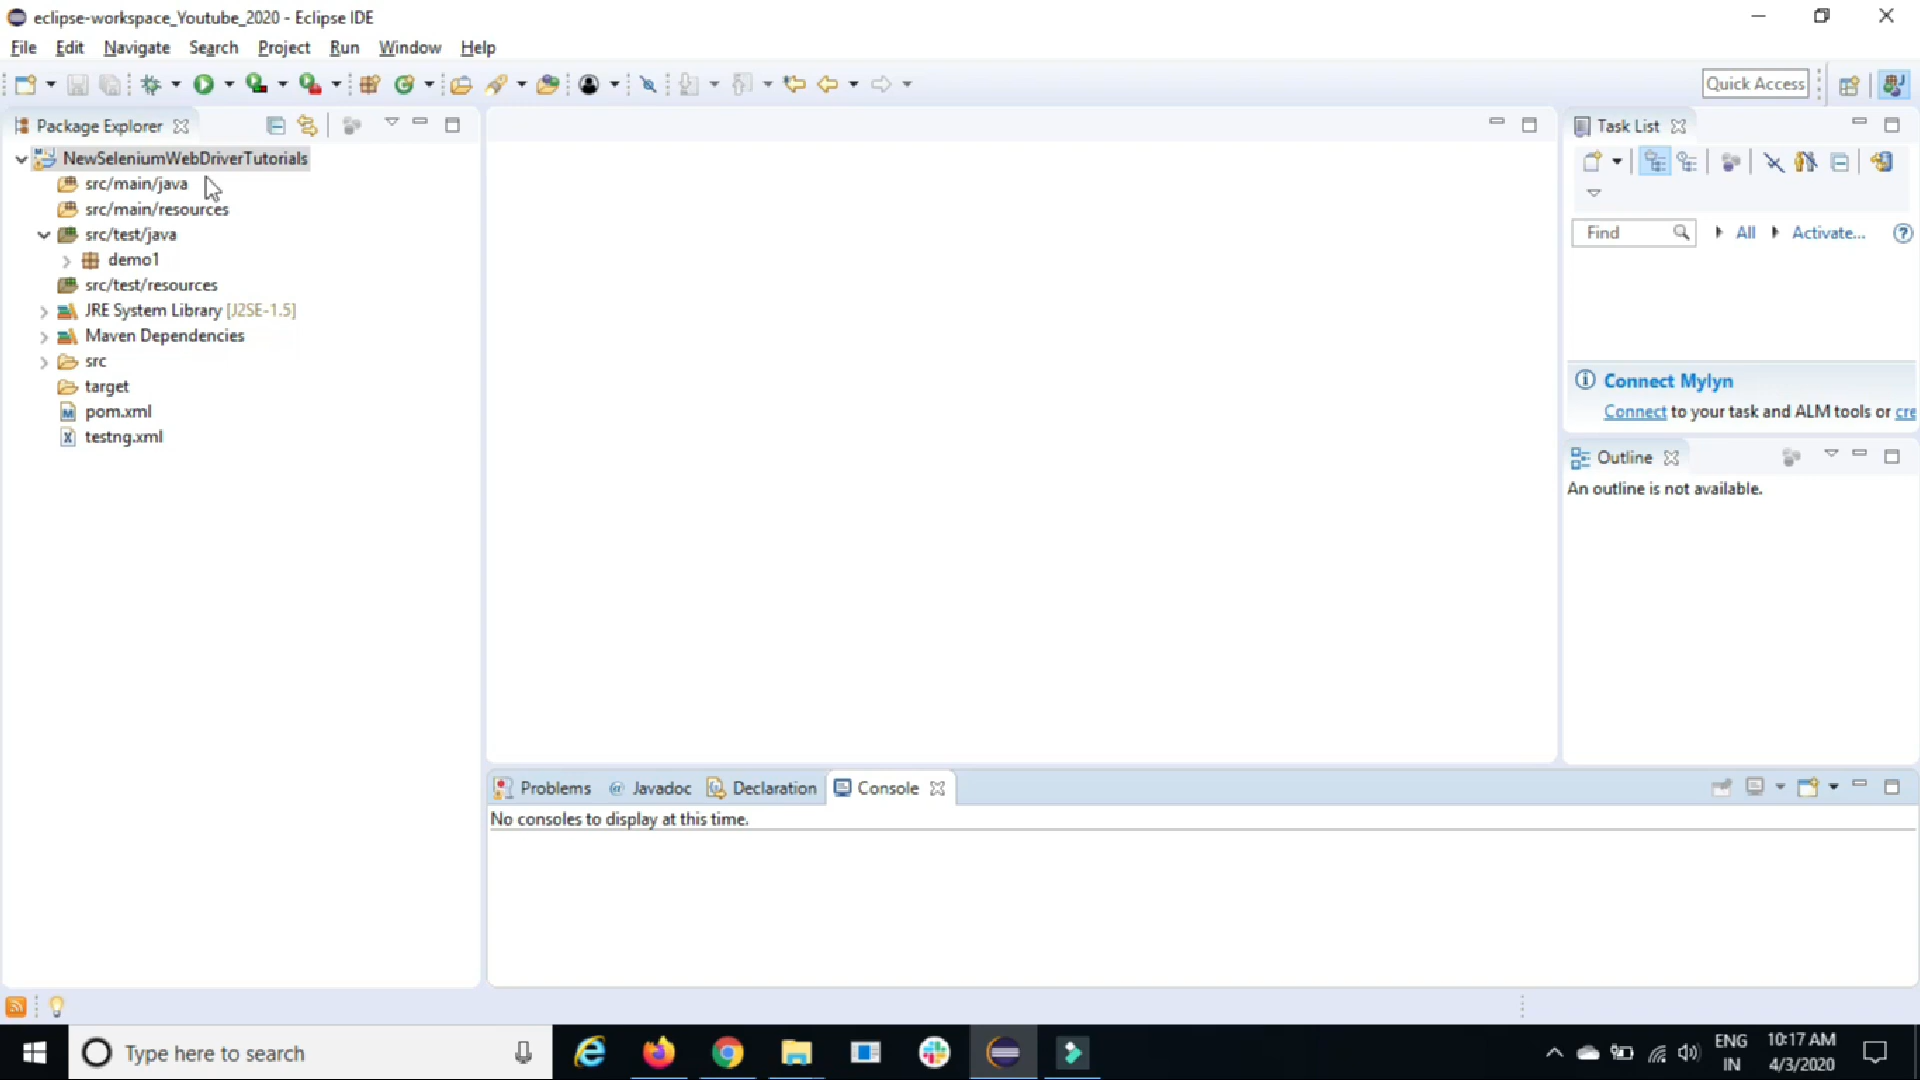 eclipse-workspace_Youtube_2020 - Eclipse IDE
File Edit Navigate Search Project Run Window Help
Quick Access
Package Explorer
NewSeleniumWebDriverTutorials
src/main/java
src/main/resources
src/test/java
demo1
src/test/resources
JRE System Library [J2SE-1.5]
Maven Dependencies
src
target
pom.xml
testng.xml
Task List
Find All Activate...
Connect Mylyn
Connect to your task and ALM tools or cre
Outline
An outline is not available.
Problems Javadoc Declaration Console
No consoles to display at this time.
Type here to search
ENG
IN
10:17 AM
4/3/2020